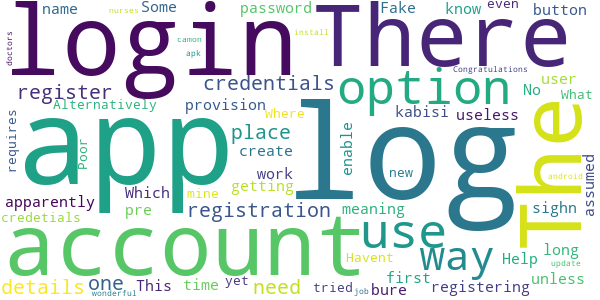 login
There
name
nurses
Some
password
Fake
know
even
button
doctors
camon
apk
install
Congratulations
register
credentials
option
user
No
What
Alternatively
provision
Where
kabisi
useless
app
log
The
requires
Poor
place
enable
create
work
new
assumed
apparently
Which
mine
getting
android
credetials
pre
registration
meaning
sighn
account
use
way
Havent
Help
long
update
first
unless
details
one
This
time
yet
need
tried
job
bure
registering
wonderful